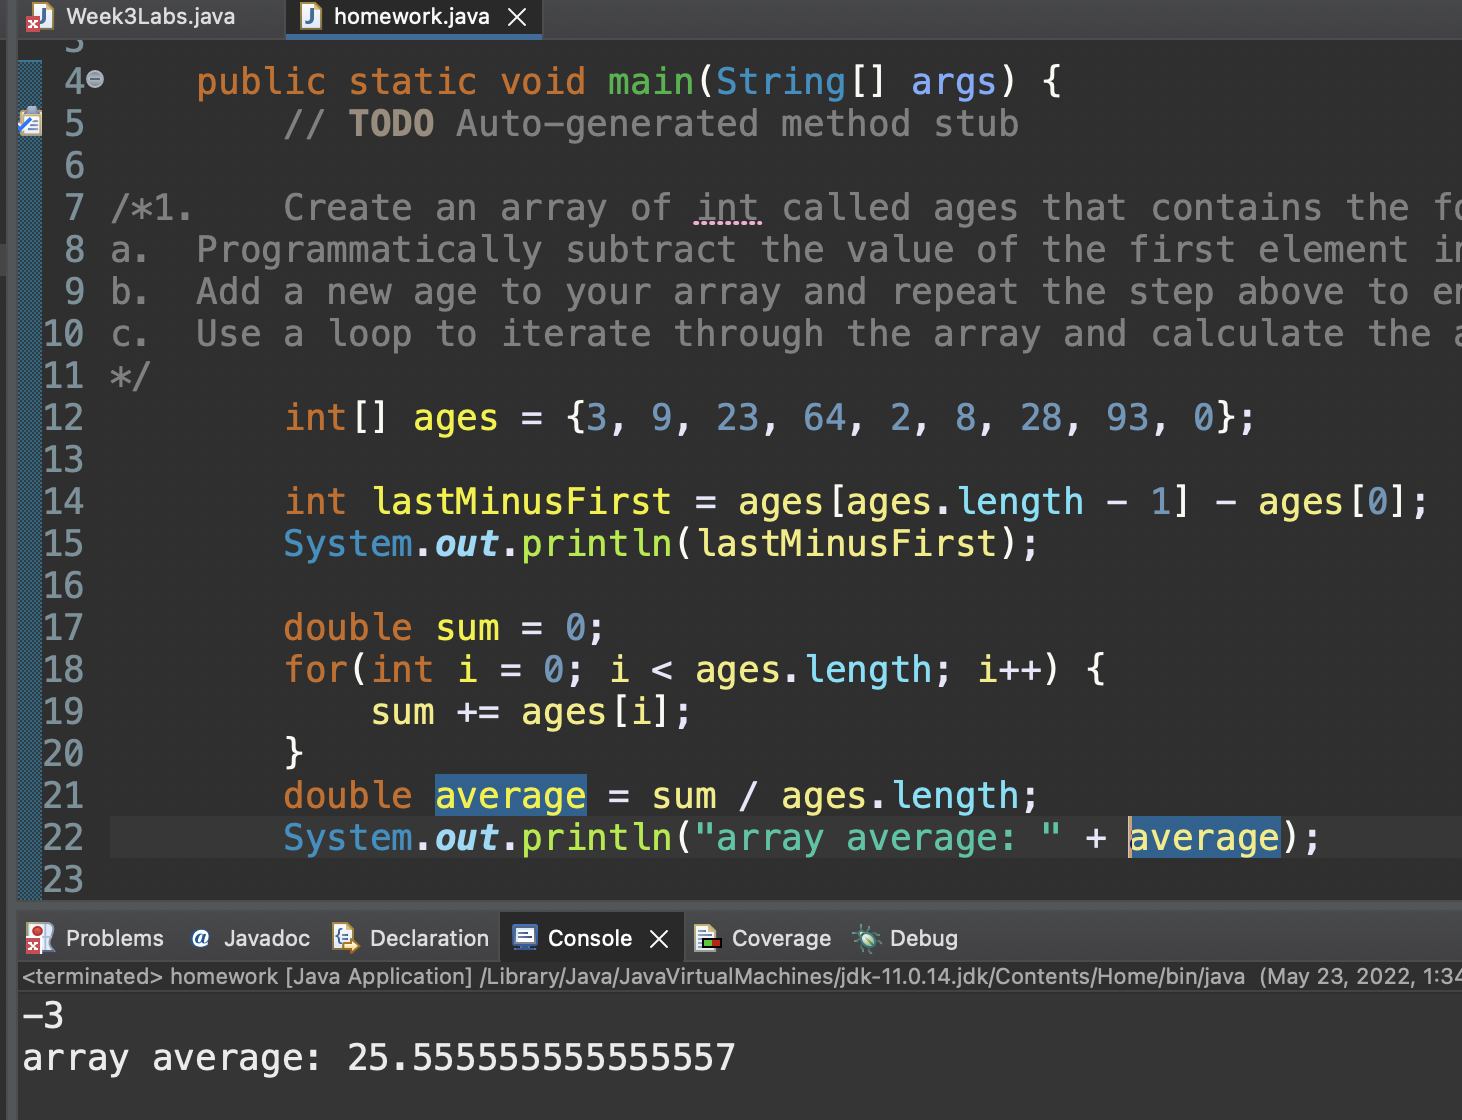 Week3Labs.java homework.java
3
4 public static void main(String[] args) {
5 // TODO Auto-generated method stub
6
7 /*1. Create an array of int called ages that contains the
8 a. Programmatically subtract the value of the first element
9 b. Add a new age to your array and repeat the step above to
10 c. Use a loop to iterate through the array and calculate the
11 */
12 int[] ages = {3, 9, 23, 64, 2, 8, 28, 93, 0};
13
14 int lastMinusFirst = ages[ages.length - 1] - ages[0];
15 System.out.println(lastMinusFirst);
16
17 double sum = 0;
18 for(int i = 0; i < ages.length; i++) {
19 sum += ages[i];
20 }
21 double average = sum / ages.length;
22 System.out.println("array average: " + average);
23
Problems @ Javadoc Declaration Console Coverage Debug
<terminated> homework [Java Application] /Library/Java/JavaVirtualMachines/jdk-11.0.14.jdk/Contents/Home/bin/java (May 23, 2022, 1:34
-3
array average: 25.555555555555557